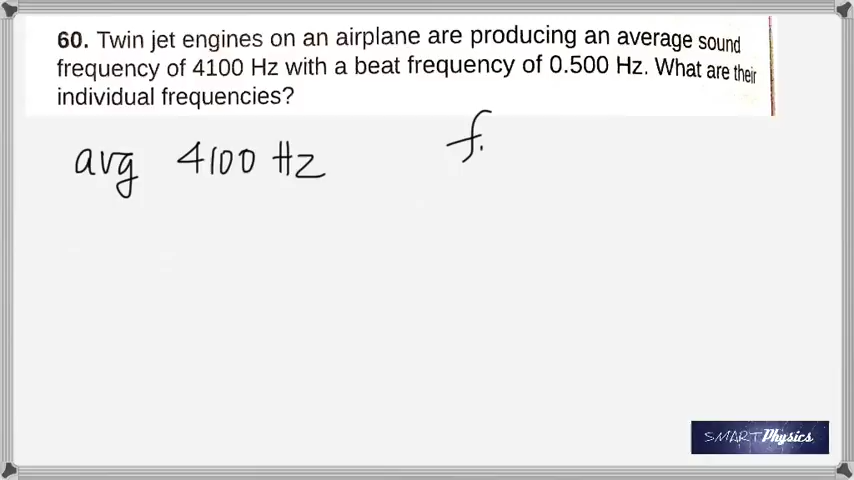 60. Twin jet engines on an airplane are producing an average sound
frequency of 4100 Hz with a beat frequency of 0.500 Hz. What are their
individual frequencies?
avg 4100 Hz f.
SMARTPhysics